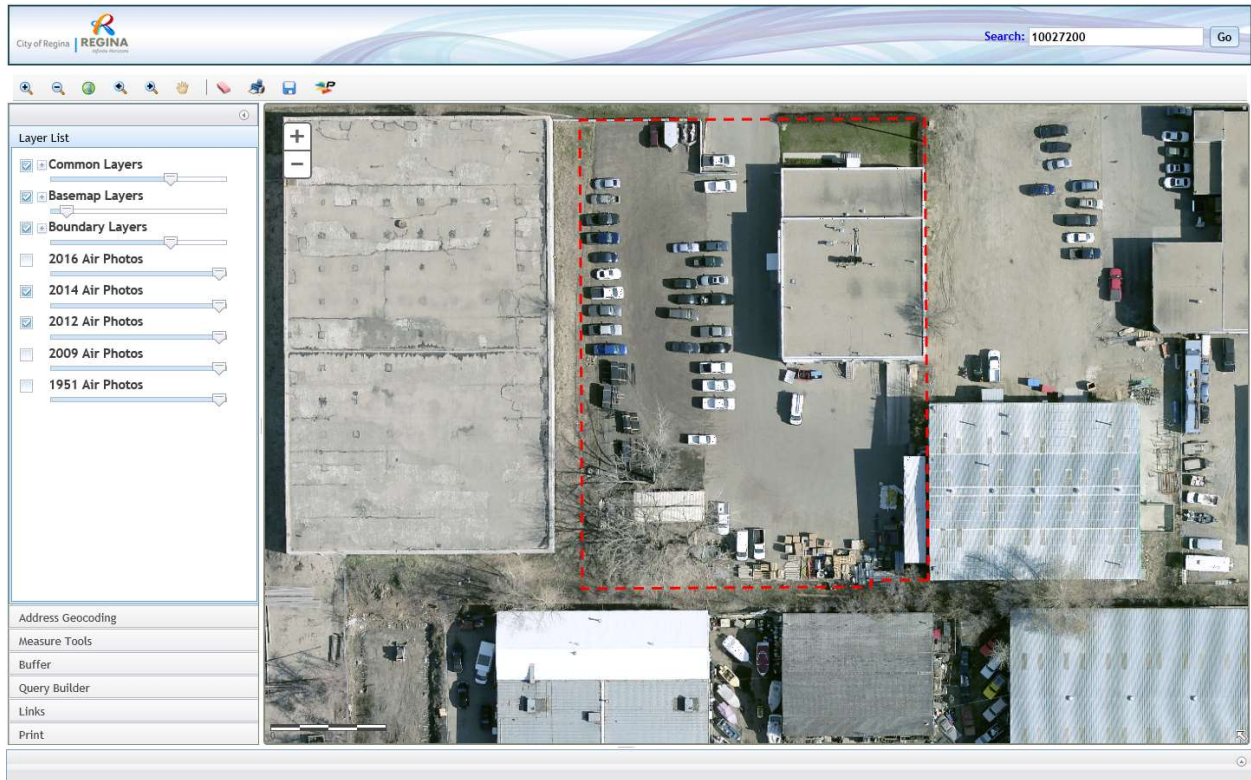 City of Regina
REGINA
Infinite Horizons
Search: 10027200
Go
P
Layer List
Common Layers
Basemap Layers
Boundary Layers
2016 Air Photos
2014 Air Photos
2012 Air Photos
2009 Air Photos
1951 Air Photos
Address Geocoding
Measure Tools
Buffer
Query Builder
Links
Print